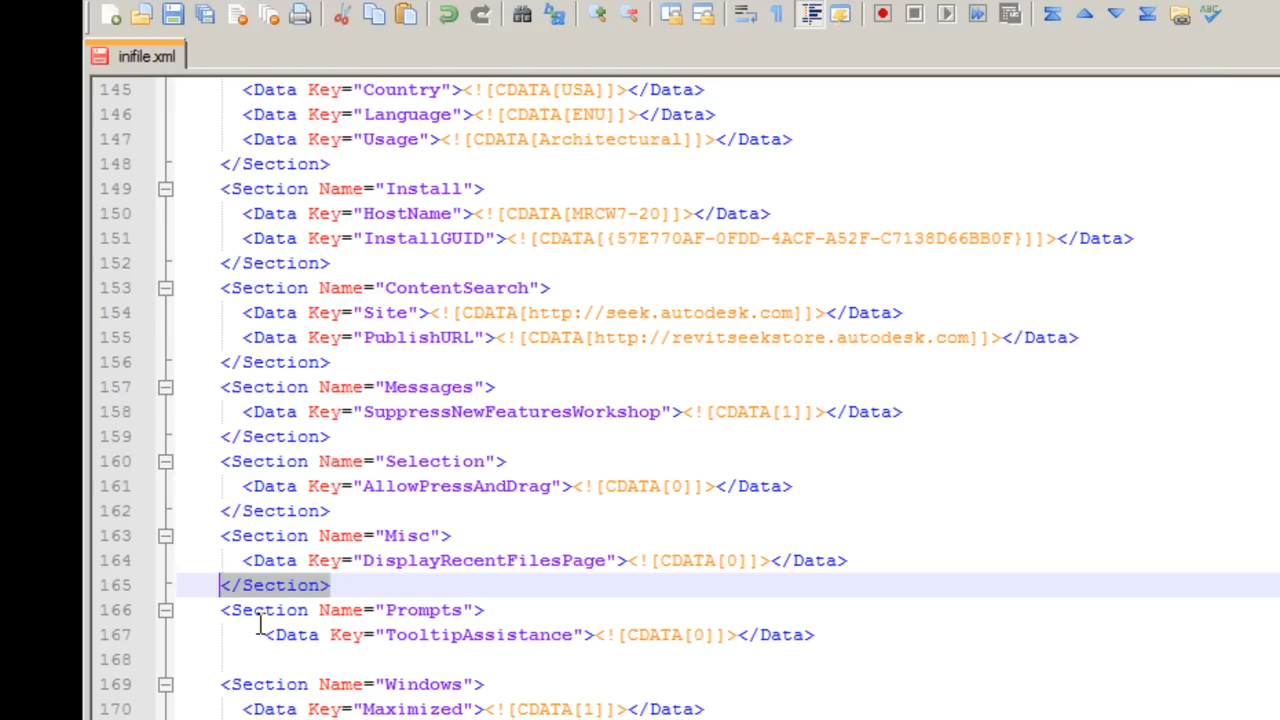 ABC
inifile.xml
145 <Data Key="Country"><![CDATA[USA]]></Data>
146 <Data Key="Language"><![CDATA[ENU]]></Data>
147 <Data Key="Usage"><![CDATA[Architectural]]></Data>
148 </Section>
149 <Section Name="Install">
150 <Data Key="HostName"><![CDATA[MRCW7-20]]></Data>
151 <Data Key="InstallGUID"><![CDATA[{57E770AF-0FDD-4ACF-A52F-C7138D66BB0F}]]></Data>
152 </Section>
153 <Section Name="ContentSearch">
154 <Data Key="Site"><![CDATA[http://seek.autodesk.com]]></Data>
155 <Data Key="PublishURL"><![CDATA[http://revitseekstore.autodesk.com]]></Data>
156 </Section>
157 <Section Name="Messages">
158 <Data Key="SuppressNewFeaturesWorkshop"><![CDATA[1]]></Data>
159 </Section>
160 <Section Name="Selection">
161 <Data Key="AllowPressAndDrag"><![CDATA[0]]></Data>
162 </Section>
163 <Section Name="Misc">
164 <Data Key="DisplayRecentFilesPage"><![CDATA[0]]></Data>
165 </Section>
166 <Section Name="Prompts">
167 <Data Key="TooltipAssistance"><![CDATA[0]]></Data>
168
169 <Section Name="Windows">
170 <Data Key="Maximized"><![CDATA[1]]></Data>